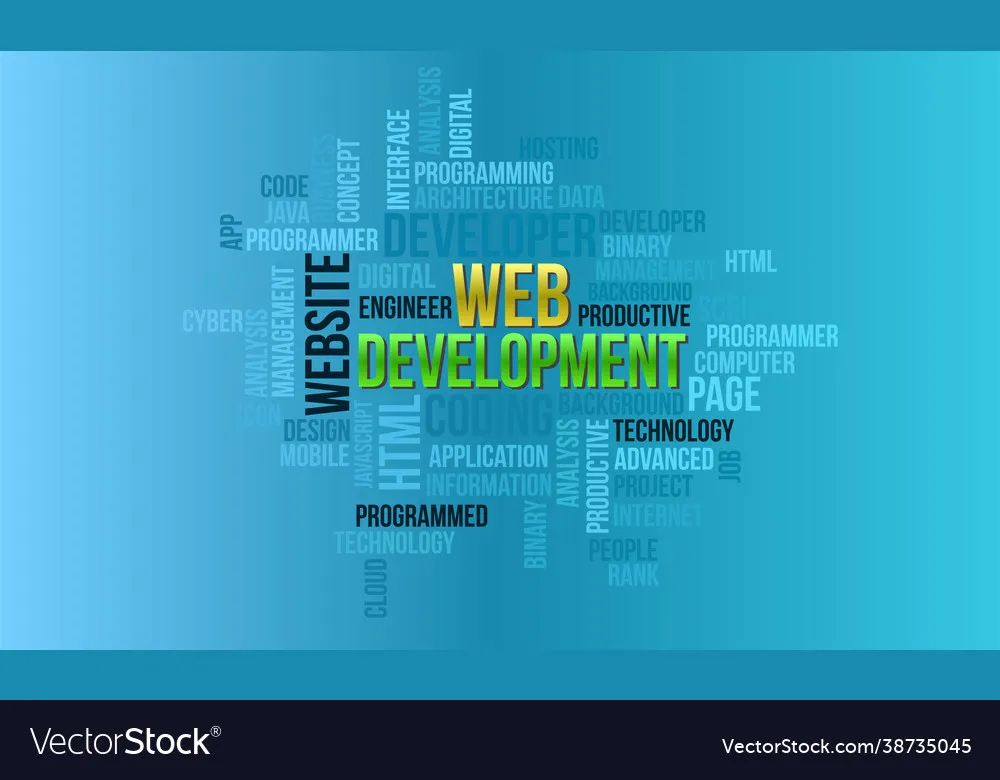 ANALYSIS
DIGITAL
INTERFACE
CONCEPT
BUSINESS
HOSTING
PROGRAMMING
CODE
ARCHITECTURE DATA
JAVA
APP
DEVELOPER
DEVELOPER
PROGRAMMER
BINARY
HTML
WEBSITE
DIGITAL
WEB
MANAGEMENT
BACKGROUND
MANAGEMENT
ENGINEER
PRODUCTIVE
CYBER
ANALYSIS
PROGRAMMER
DEVELOPMENT
COMPUTER
PAGE
HTML
CODING
BACKGROUND
JAVASCRIPT
DESIGN
TECHNOLOGY
ANALYSIS
PRODUCTIVE
MOBILE
APPLICATION
ADVANCED
JOB
INFORMATION
PROJECT
PROGRAMMED
BINARY
INTERNET
TECHNOLOGY
PEOPLE
CLOUD
RANK
VectorStock®
VectorStock.com/38735045